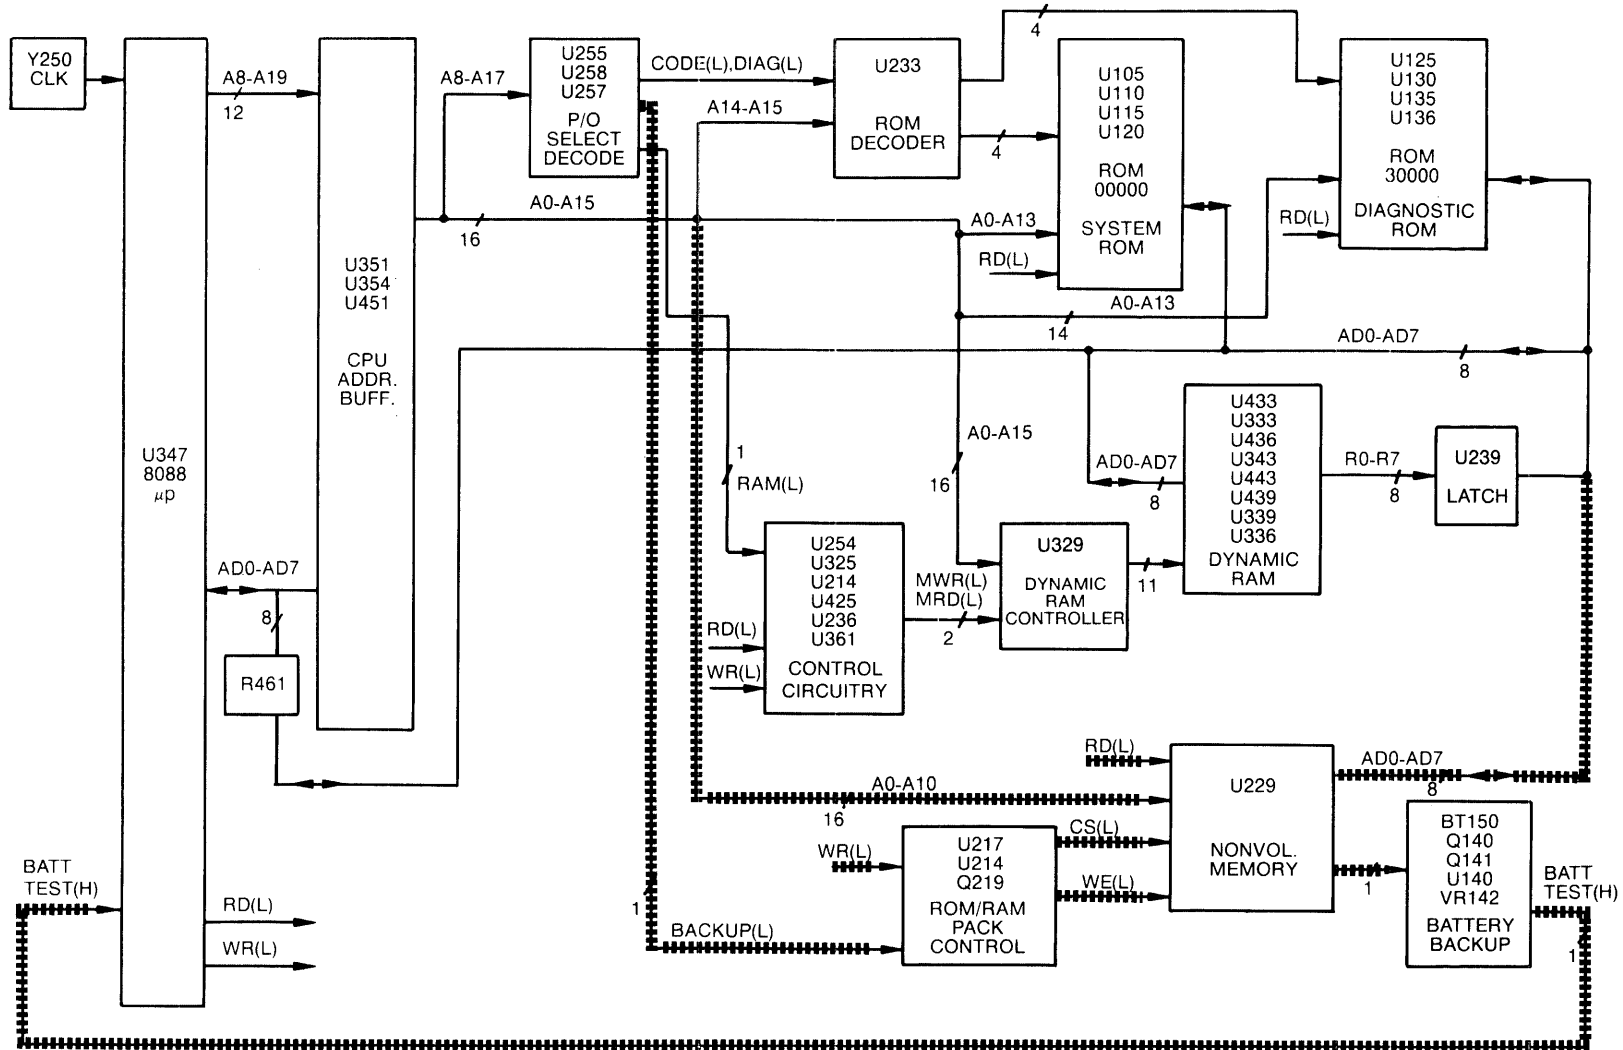 Y250
CLK
A8-A19
12
U347
8088
μp
AD0-AD7
8
R461
BATT
TEST(H)
RD(L)
WR(L)
U351
U354
U451
CPU
ADDR.
BUFF.
A8-A17
A0-A15
16
U255
U258
U257
P/O
SELECT
DECODE
CODE(L),DIAG(L)
A14-A15
U233
ROM
DECODER
4
4
U105
U110
U115
U120
ROM
00000
SYSTEM
ROM
A0-A13
RD(L)
A0-A13
14
U125
U130
U135
U136
ROM
30000
DIAGNOSTIC
ROM
RD(L)
AD0-AD7
8
1
RAM(L)
A0-A15
16
U254
U325
U214
U425
U236
U361
CONTROL
CIRCUITRY
RD(L)
WR(L)
MWR(L)
MRD(L)
2
U329
DYNAMIC
RAM
CONTROLLER
11
AD0-AD7
8
U433
U333
U436
U343
U443
U439
U339
U336
DYNAMIC
RAM
R0-R7
8
U239
LATCH
RD(L)
A0-A10
16
WR(L)
1
BACKUP(L)
U217
U214
Q219
ROM/RAM
PACK
CONTROL
CS(L)
WE(L)
U229
NONVOL.
MEMORY
AD0-AD7
8
1
BT150
Q140
Q141
U140
VR142
BATTERY
BACKUP
BATT
TEST(H)
1